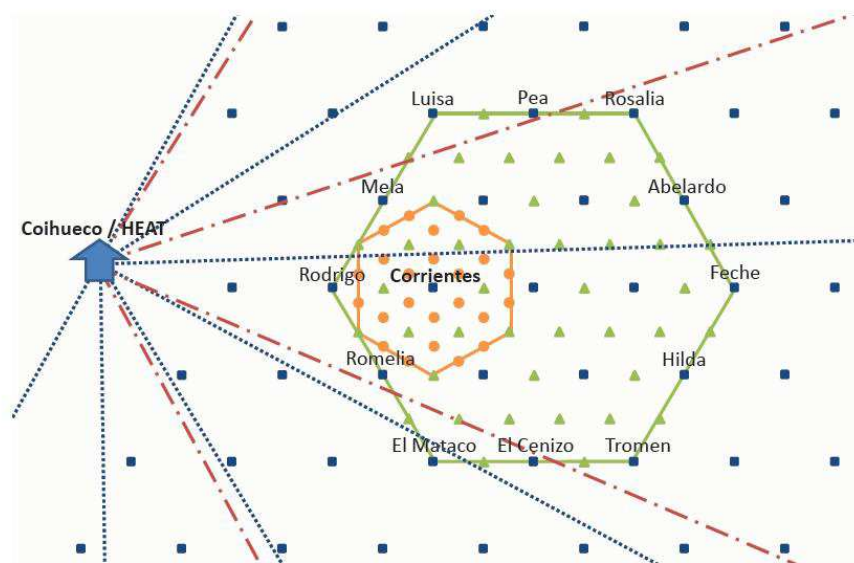 Luisa Pea Rosalia
Mela Abelardo
Coihueco / HEAT
Rodrigo Corrientes Feche
Romelia Hilda
El Mataco El Cenizo Tromen